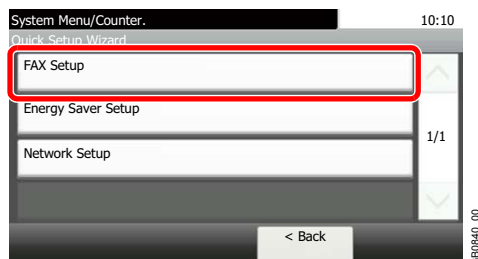 System Menu/Counter.
10:10
Quick Setup Wizard
FAX Setup
Energy Saver Setup
1/1
Network Setup
< Back
B0840_00